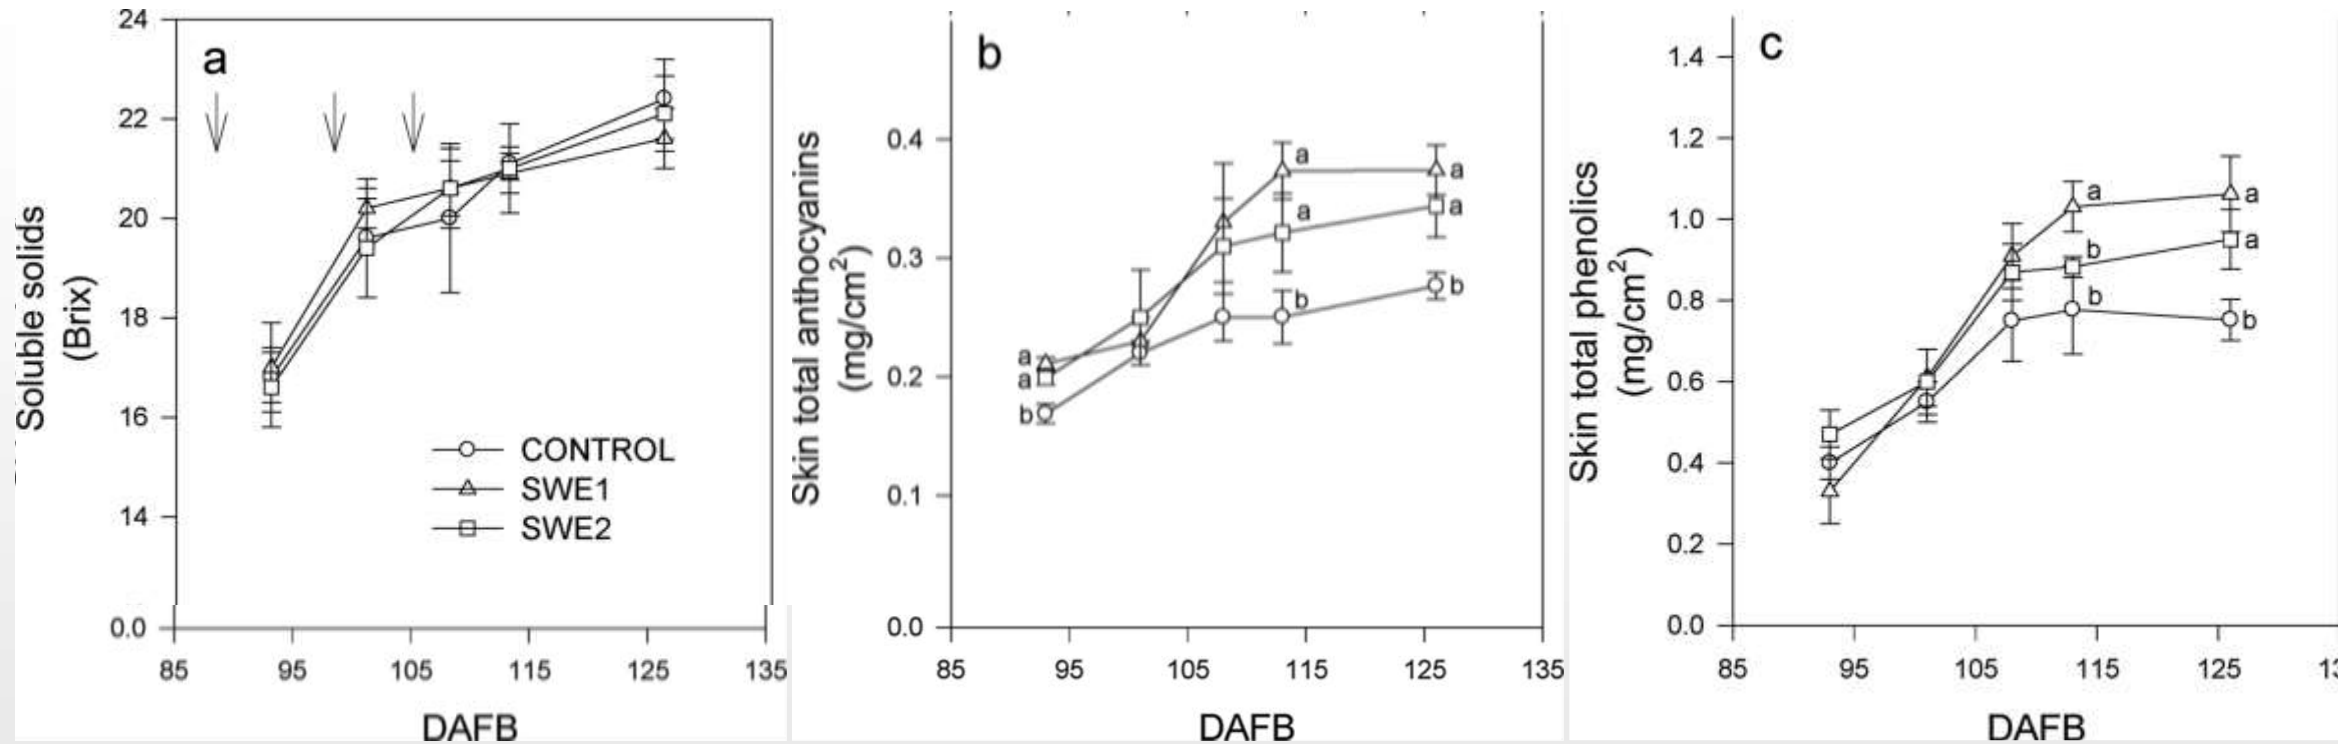 a
24
22
20
18
16
14
0.0
Soluble solids
(Brix)
CONTROL
SWE1
SWE2
85 95 105 115 125 135
DAFB
b
0.4
0.3
0.2
0.1
0.0
Skin total anthocyanins
(mg/cm²)
a
a
b
a
a
b
a
a
b
85 95 105 115 125 135
DAFB
c
1.4
1.2
1.0
0.8
0.6
0.4
0.2
0.0
Skin total phenolics
(mg/cm²)
a
b
b
a
a
b
85 95 105 115 125
DAFB